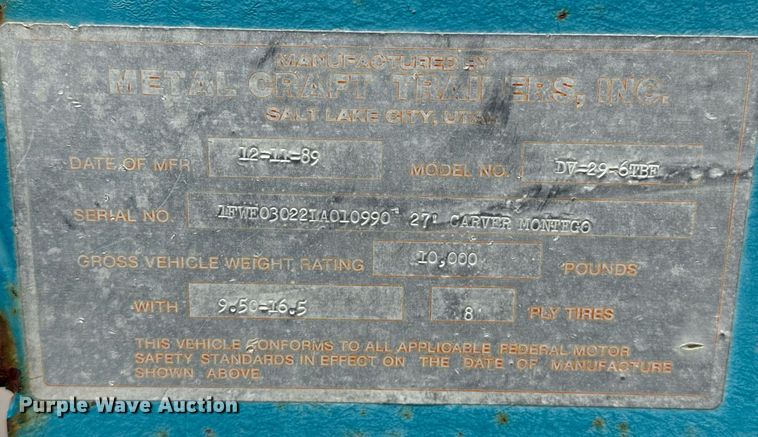 MANUFACTURED BY
METAL CRAFT TRAILERS, INC.
SALT LAKE CITY, UTAH
DATE OF MFR 12-11-89 MODEL NO. DV-29-6TBF
SERIAL NO. 1FWE03022IA010990 27' CARVER MONTEGO
GROSS VEHICLE WEIGHT RATING 10,000 POUNDS
WITH 9.50-16.5 8 PLY TIRES
THIS VEHICLE CONFORMS TO ALL APPLICABLE FEDERAL MOTOR
SAFETY STANDARDS IN EFFECT ON THE DATE OF MANUFACTURE
SHOWN ABOVE.
Purple Wave Auction